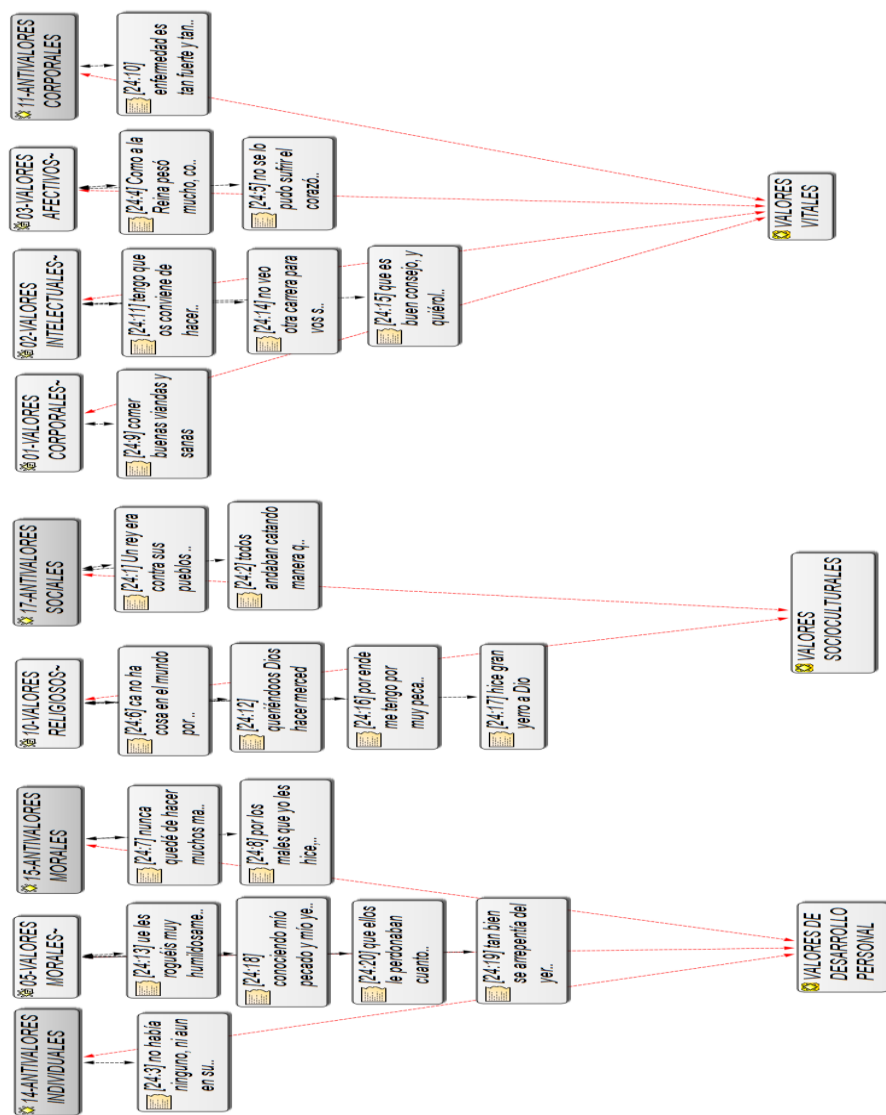 14-ANTIVALORES
INDIVIDUALES
[24:3] no había
ninguno, ni aun
en su..
05-VALORES
MORALES~
[24:13] ue les
roguéis muy
humildosame..
[24:18]
conociendo mío
pecado y mío ye..
[24:20] que ellos
le perdonaban
cuanto..
[24:19] tan bien
se arrepentía del
yer..
15-ANTIVALORES
MORALES
[24:7] nunca
quedé de hacer
muchos ma..
[24:8] por los
males que yo les
hice,..
VALORES DE
DESARROLLO
PERSONAL
10-VALORES
RELIGIOSOS~
[24:6] ca no ha
cosa en el mundo
por..
[24:12]
queriéndoos Dios
hacer merced
[24:16] por ende
me tengo por
muy peca..
[24:17] hice gran
yerro a Dio
17-ANTIVALORES
SOCIALES
[24:1] Un rey era
contra sus
pueblos ..
[24:2] todos
andaban catando
manera q..
VALORES
SOCIOCULTURALES
01-VALORES
CORPORALES~
[24:9] comer
buenas viandas y
sanas
02-VALORES
INTELECTUALES~
[24:11] tengo que
os conviene de
hacer..
[24:14] no veo
otra carrera para
vos s..
[24:15] que es
buen consejo, y
quiérol..
03-VALORES
AFECTIVOS~
[24:4] Como a la
Reina pesó
mucho, co..
[24:5] no se lo
pudo sufrir el
corazó..
11-ANTIVALORES
CORPORALES
[24:10]
enfermedad es
tan fuerte y tan..
VALORES
VITALES